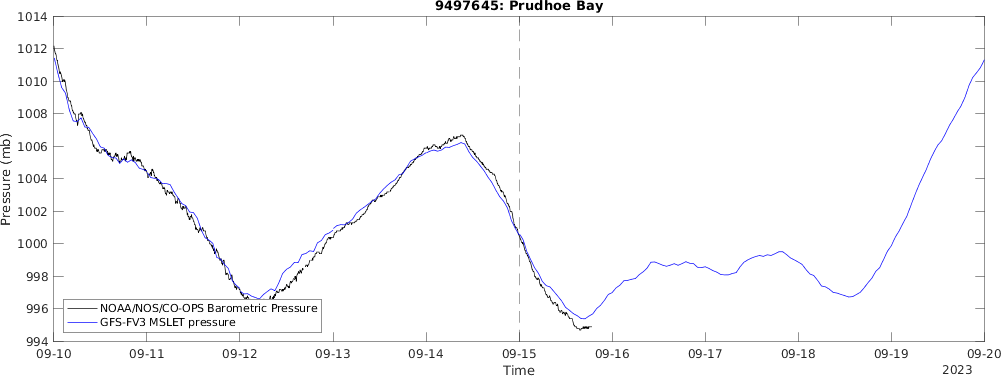 9497645: Prudhoe Bay
1014
1012
1010
1008
1006
1004
1002
1000
998
996
994
Pressure (mb)
NOAA/NOS/CO-OPS Barometric Pressure
GFS-FV3 MSLET pressure
09-10 09-11 09-12 09-13 09-14 09-15 09-16 09-17 09-18 09-19 09-20
Time
2023